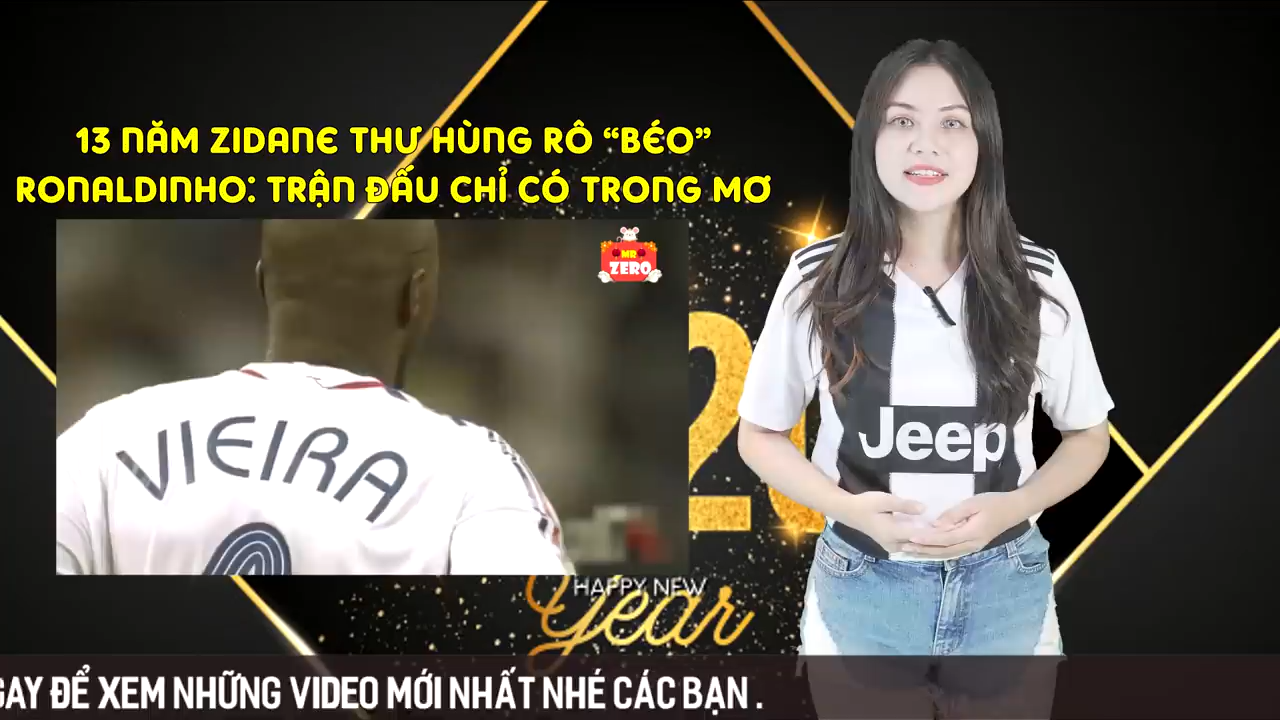 13 NĂM ZIDANE THƯ HÙNG RÔ “BÉO”
RONALDINHO: TRẬN ĐẤU CHỈ CÓ TRONG MƠ
MR
ZERO
VIEIRA
Jeep
HAPPY NEW
Year
GAY ĐỂ XEM NHỮNG VIDEO MỚI NHẤT NHÉ CÁC BẠN .